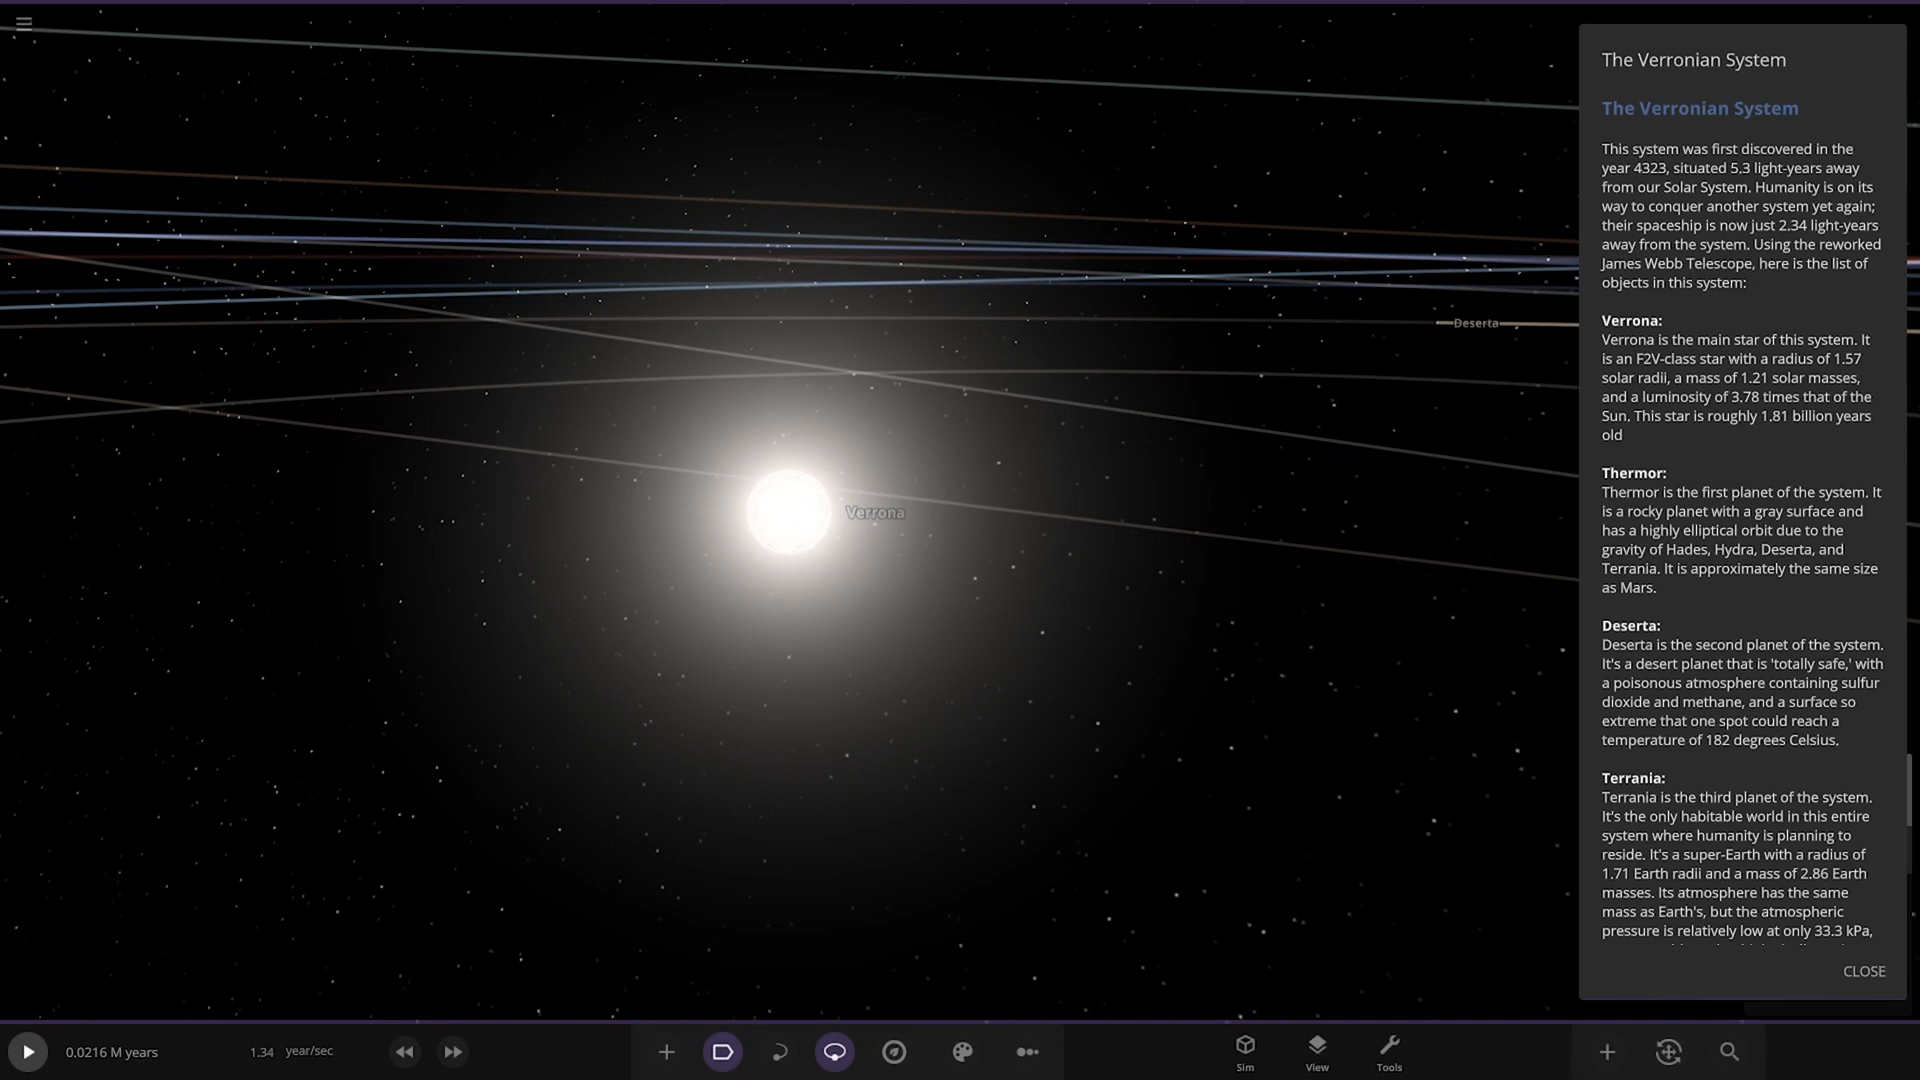 The Verronian System
The Verronian System
This system was first discovered in the
year 4323, situated 5.3 light-years away
from our Solar System. Humanity is on its
way to conquer another system yet again;
their spaceship is now just 2.34 light-years
away from the system. Using the reworked
James Webb Telescope, here is the list of
objects in this system:
Verrona:
Verrona is the main star of this system. It
is an F2V-class star with a radius of 1.57
solar radii, a mass of 1.21 solar masses,
and a luminosity of 3.78 times that of the
Sun. This star is roughly 1.81 billion years
old
Thermor:
Thermor is the first planet of the system. It
is a rocky planet with a gray surface and
has a highly elliptical orbit due to the
gravity of Hades, Hydra, Deserta, and
Terrania. It is approximately the same size
as Mars.
Deserta:
Deserta is the second planet of the system.
It's a desert planet that is 'totally safe,' with
a poisonous atmosphere containing sulfur
dioxide and methane, and a surface so
extreme that one spot could reach a
temperature of 182 degrees Celsius.
Terrania:
Terrania is the third planet of the system.
It's the only habitable world in this entire
system where humanity is planning to
reside. It's a super-Earth with a radius of
1.71 Earth radii and a mass of 2.86 Earth
masses. Its atmosphere has the same
mass as Earth's, but the atmospheric
pressure is relatively low at only 33.3 kPa,
CLOSE
Deserta
Verrona
0.0216 M years
1.34 year/sec
Sim
View
Tools